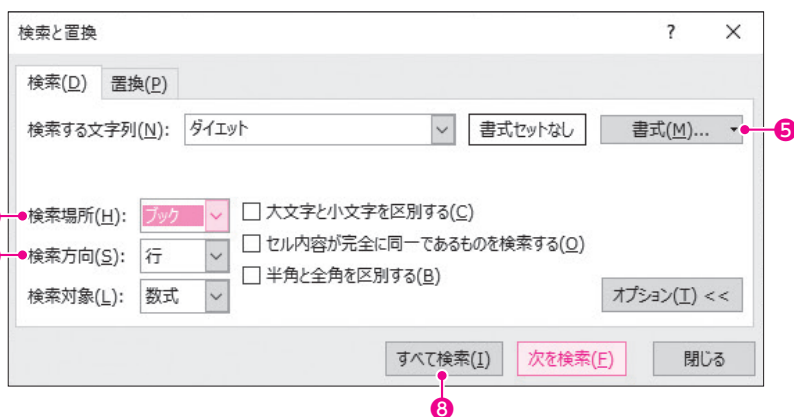 検索と置換 ? ×
検索(D) 置換(P)
検索する文字列(N): ダイエット 書式セットなし 書式(M)... ❺
検索場所(H): ブック 大文字と小文字を区別する(C)
セル内容が完全に同一であるものを検索する(O)
検索方向(S): 行
半角と全角を区別する(B)
検索対象(L): 数式 オプション(T) <<
すべて検索(I) 次を検索(F) 閉じる
❽